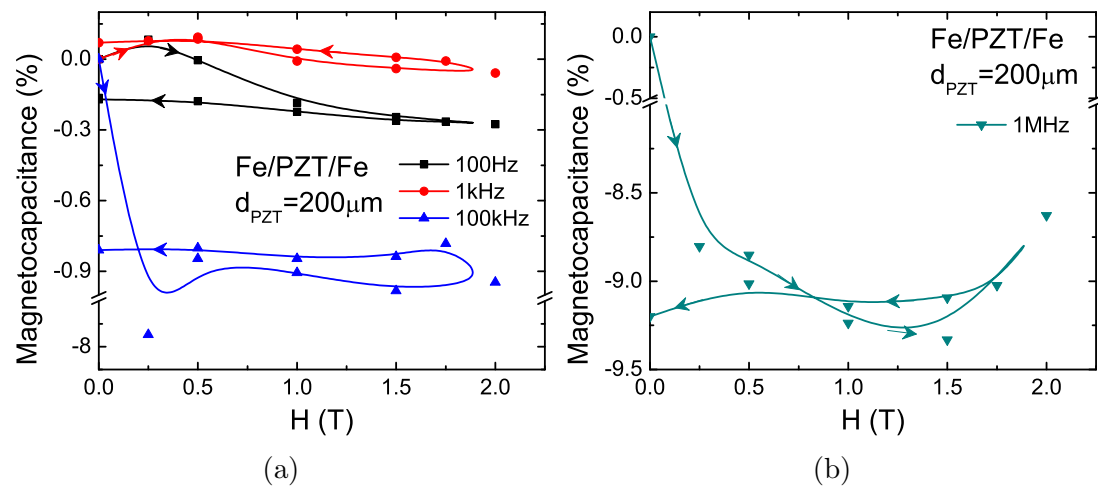 0.0
-0.3
-0.6
-0.9
-8
Magnetocapacitance (%)
Fe/PZT/Fe
d_PZT=200μm
100Hz
1kHz
100kHz
0.0 0.5 1.0 1.5 2.0
H (T)
(a)
0.0
-0.5
-8.5
-9.0
-9.5
Magnetocapacitance (%)
Fe/PZT/Fe
d_PZT=200μm
1MHz
0.0 0.5 1.0 1.5 2.0
H (T)
(b)